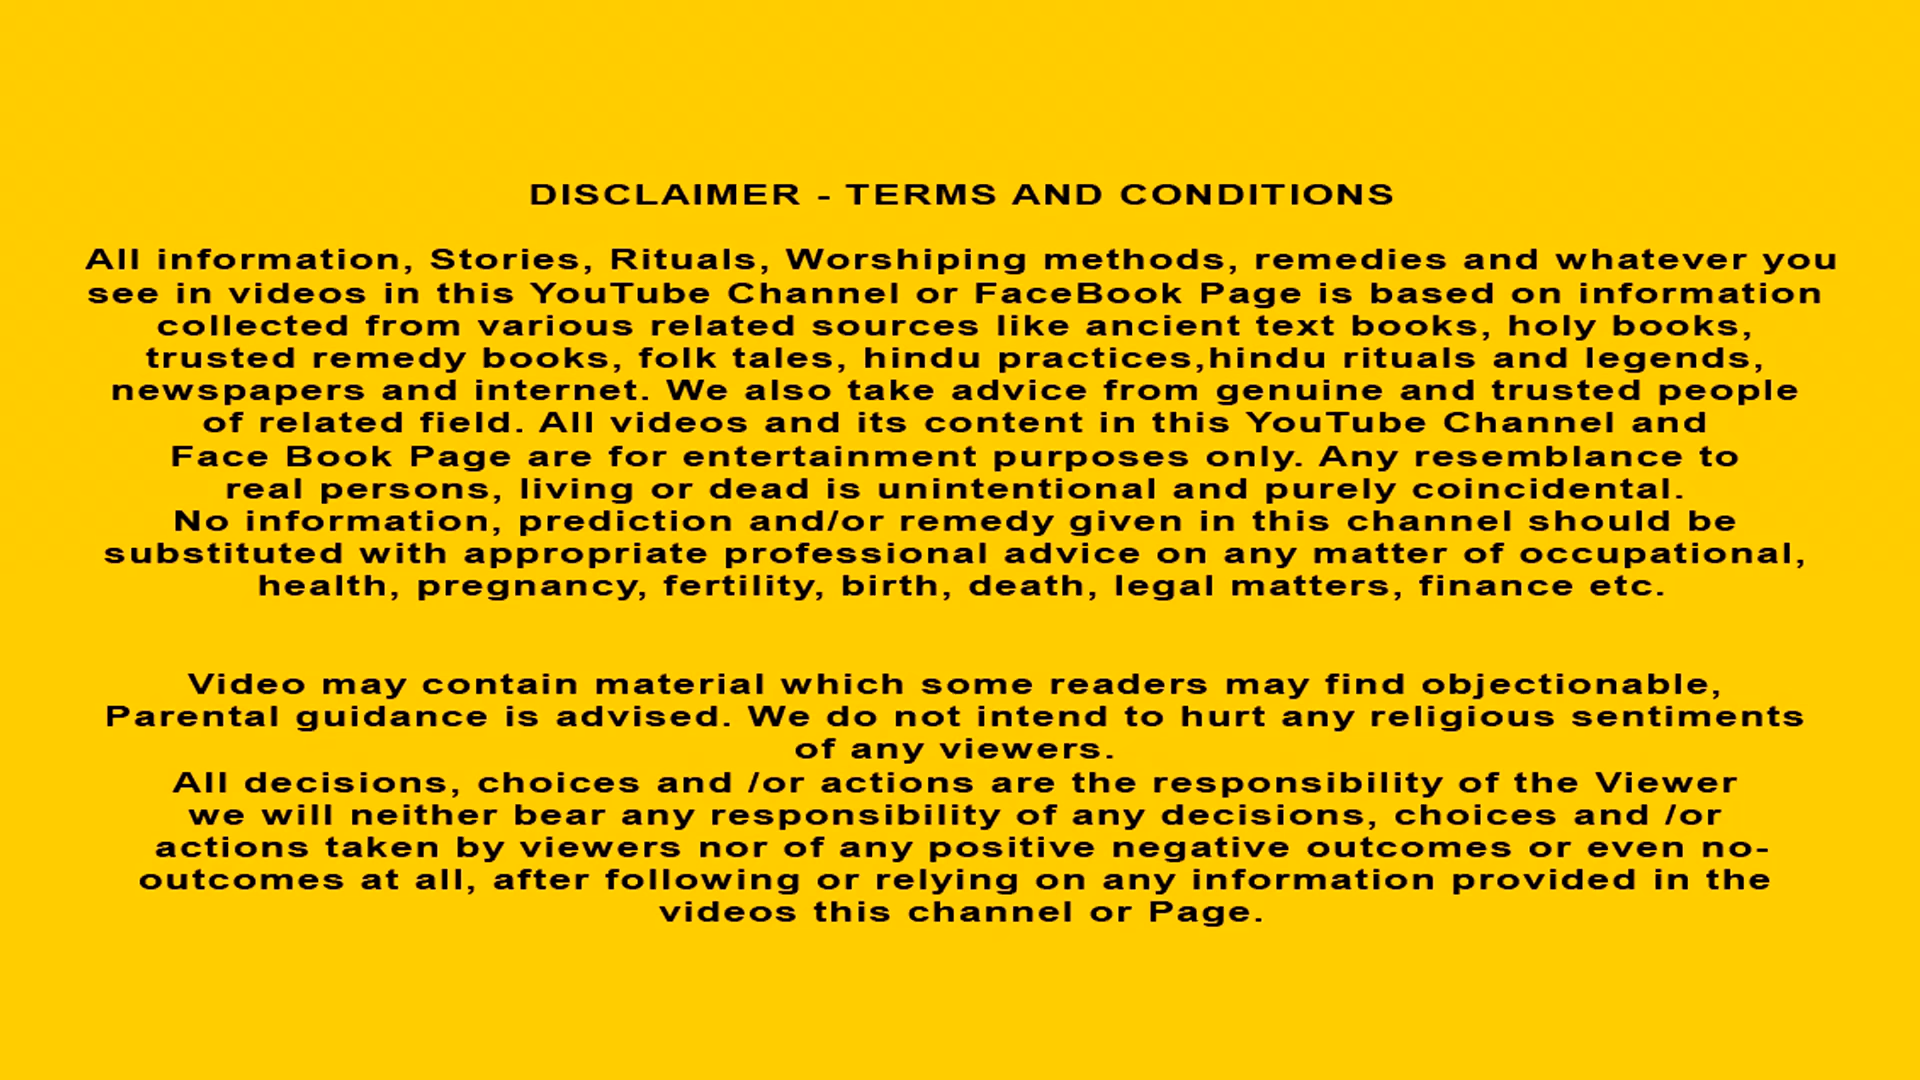 DISCLAIMER - TERMS AND CONDITIONS
All information, Stories, Rituals, Worshiping methods, remedies and whatever you
see in videos in this YouTube Channel or FaceBook Page is based on information
collected from various related sources like ancient text books, holy books,
trusted remedy books, folk tales, hindu practices,hindu rituals and legends,
newspapers and internet. We also take advice from genuine and trusted people
of related field. All videos and its content in this YouTube Channel and
Face Book Page are for entertainment purposes only. Any resemblance to
real persons, living or dead is unintentional and purely coincidental.
No information, prediction and/or remedy given in this channel should be
substituted with appropriate professional advice on any matter of occupational,
health, pregnancy, fertility, birth, death, legal matters, finance etc.
Video may contain material which some readers may find objectionable,
Parental guidance is advised. We do not intend to hurt any religious sentiments
of any viewers.
All decisions, choices and /or actions are the responsibility of the Viewer
we will neither bear any responsibility of any decisions, choices and /or
actions taken by viewers nor of any positive negative outcomes or even no-
outcomes at all, after following or relying on any information provided in the
videos this channel or Page.